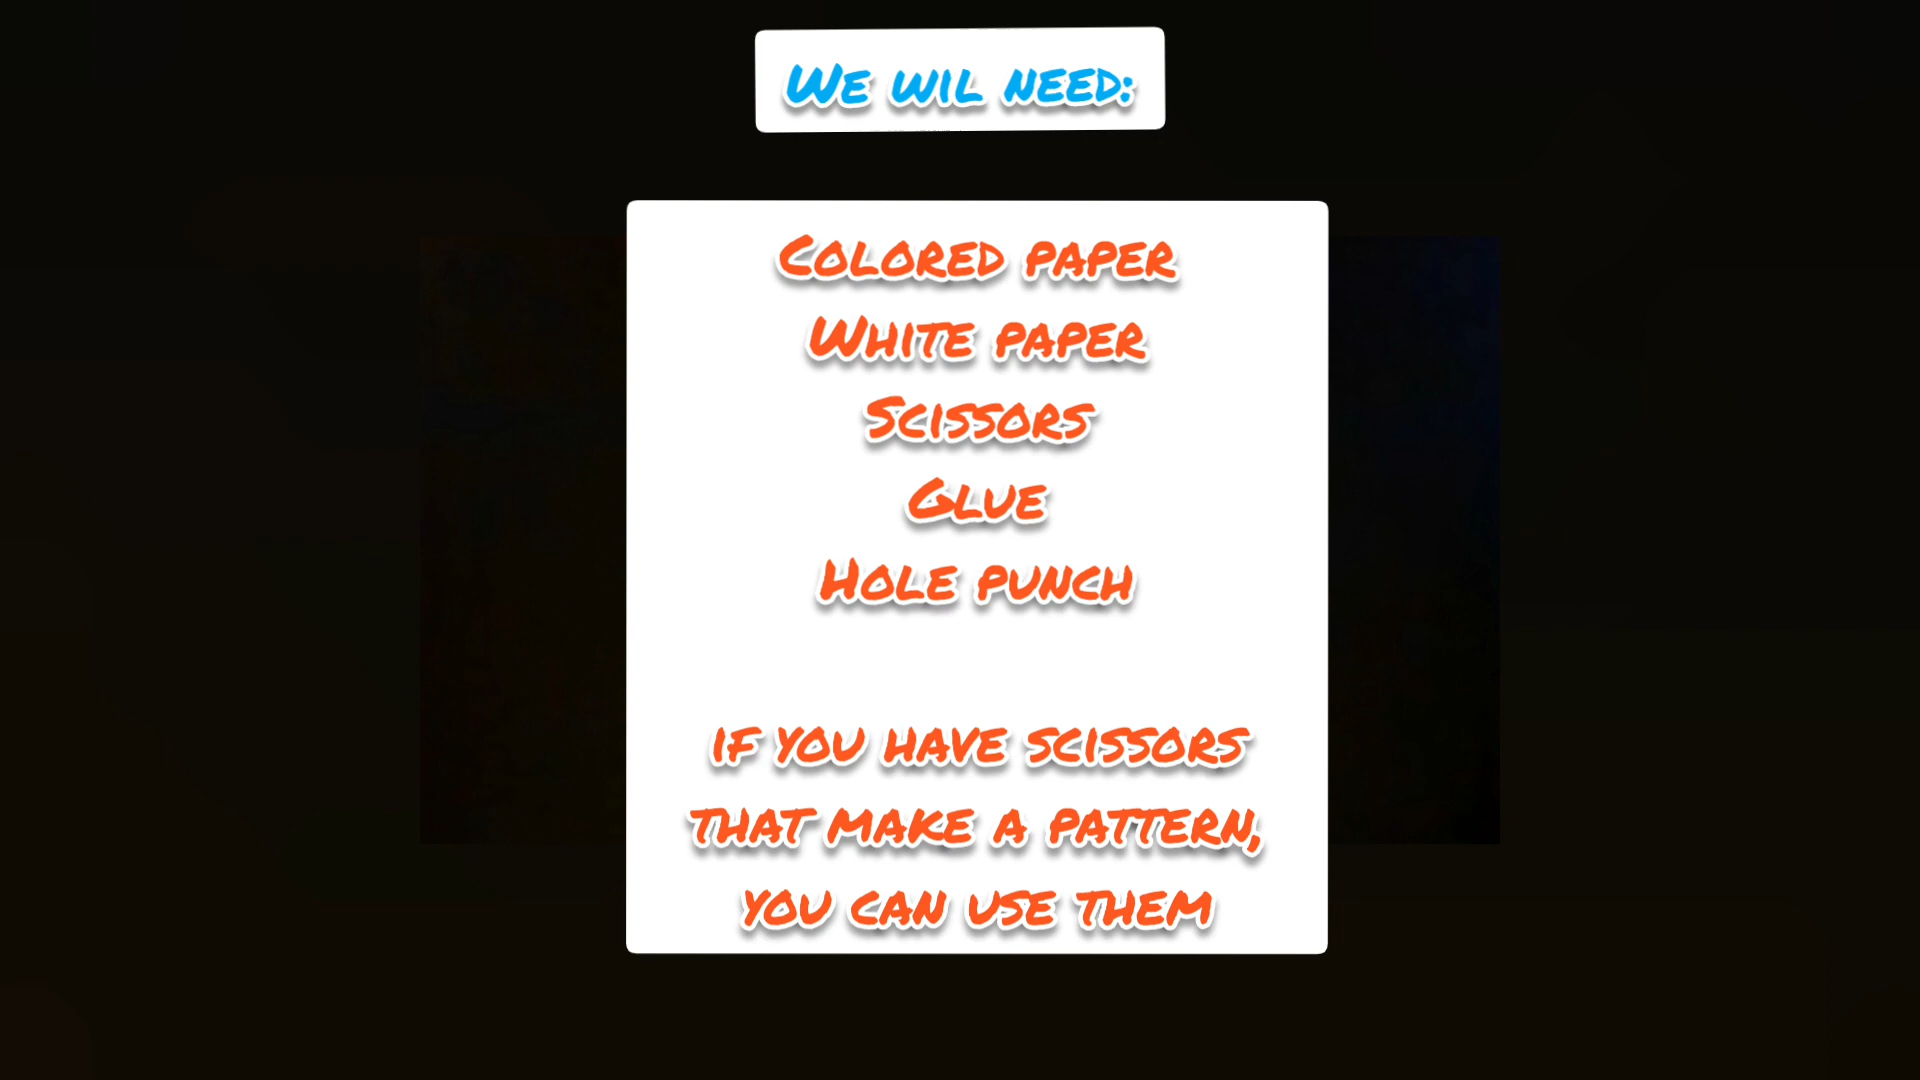 We wil need:
Colored paper
White paper
Scissors
Glue
Hole punch
if you have scissors
that make a pattern,
you can use them